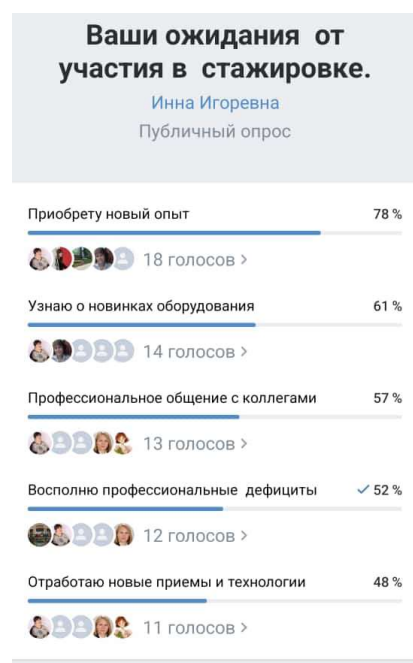 Ваши ожидания от
участия в стажировке.
Инна Игоревна
Публичный опрос
Приобрету новый опыт 78 %
18 голосов >
Узнаю о новинках оборудования 61 %
14 голосов >
Профессиональное общение с коллегами 57 %
13 голосов >
Восполню профессиональные дефициты ✓ 52 %
12 голосов >
Отработаю новые приемы и технологии 48 %
11 голосов >